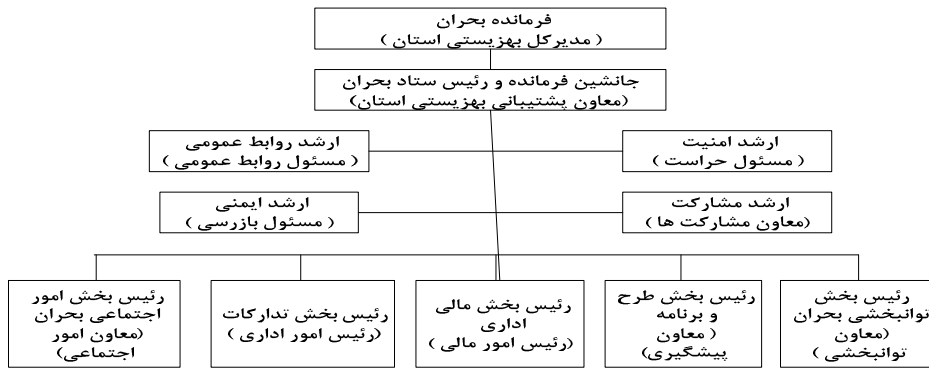 فرمانده بحران
( مدیرکل بهزیستی استان )
جانشین فرمانده و رئیس ستاد بحران
(معاون پشتیبانی بهزیستی استان)
ارشد امنیت
( مسئول حراست )
ارشد روابط عمومی
( مسئول روابط عمومی )
ارشد مشارکت
(معاون مشارکت ها )
ارشد ایمنی
( مسئول بازرسی )
رئیس بخش
توانبخشی بحران
(معاون
توانبخشی )
رئیس بخش طرح
و برنامه
( معاون
پیشگیری)
رئیس بخش مالی
اداری
(رئیس امور مالی )
رئیس بخش تدارکات
(رئیس امور اداری )
رئیس بخش امور
اجتماعی بحران
(معاون امور
اجتماعی)